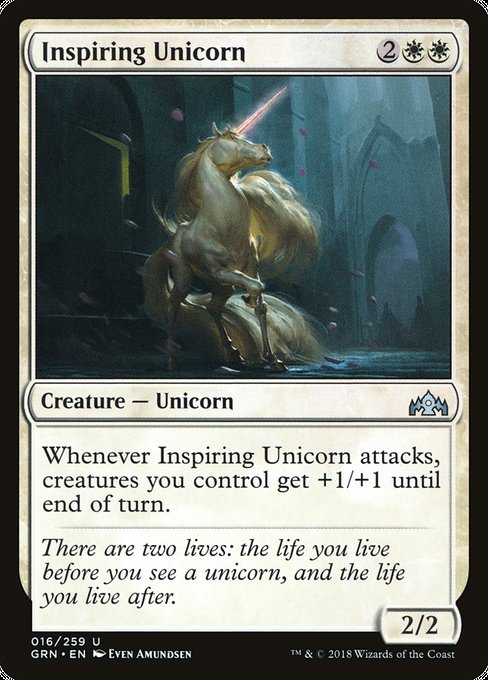 Inspiring Unicorn 2
Creature — Unicorn
Whenever Inspiring Unicorn attacks,
creatures you control get +1/+1 until
end of turn.
There are two lives: the life you live
before you see a unicorn, and the life
you live after.
2/2
016/259 U
GRN • EN Even Amundsen
™ & © 2018 Wizards of the Coast